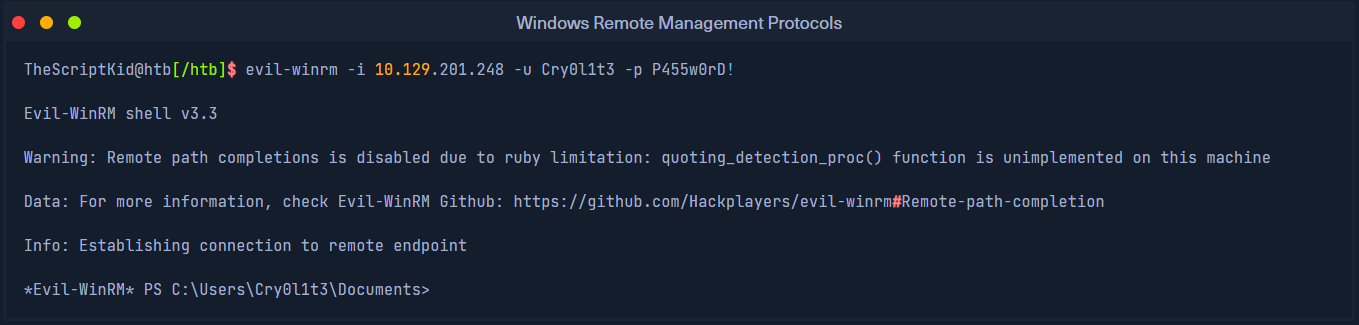 Windows Remote Management Protocols
TheScriptKid@htb[/htb]$ evil-winrm -i 10.129.201.248 -u Cry0l1t3 -p P455w0rD!
Evil-WinRM shell v3.3
Warning: Remote path completions is disabled due to ruby limitation: quoting_detection_proc() function is unimplemented on this machine
Data: For more information, check Evil-WinRM Github: https://github.com/Hackplayers/evil-winrm#Remote-path-completion
Info: Establishing connection to remote endpoint
*Evil-WinRM* PS C:\Users\Cry0l1t3\Documents>